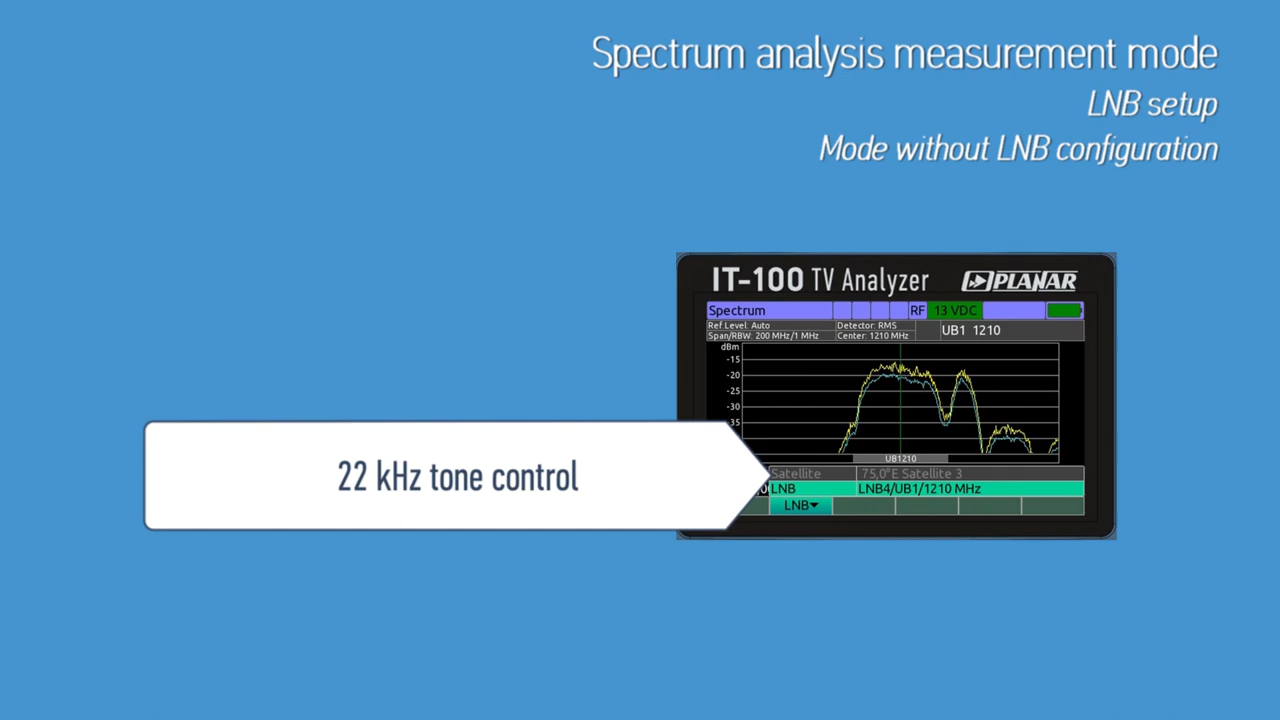 Spectrum analysis measurement mode
LNB setup
Mode without LNB configuration
IT-100 TV Analyzer PLANAR
Spectrum RF 13 VDC
Ref Level: Auto Detector: RMS UB1 1210
Span/RBW: 200 MHz/1 MHz Center: 1210 MHz
dBm
-15
-20
-25
-30
35
UB1210
22 kHz tone control
Satellite 75,0°E Satellite 3
0 LNB LNB4/UB1/1210 MHz
LNB